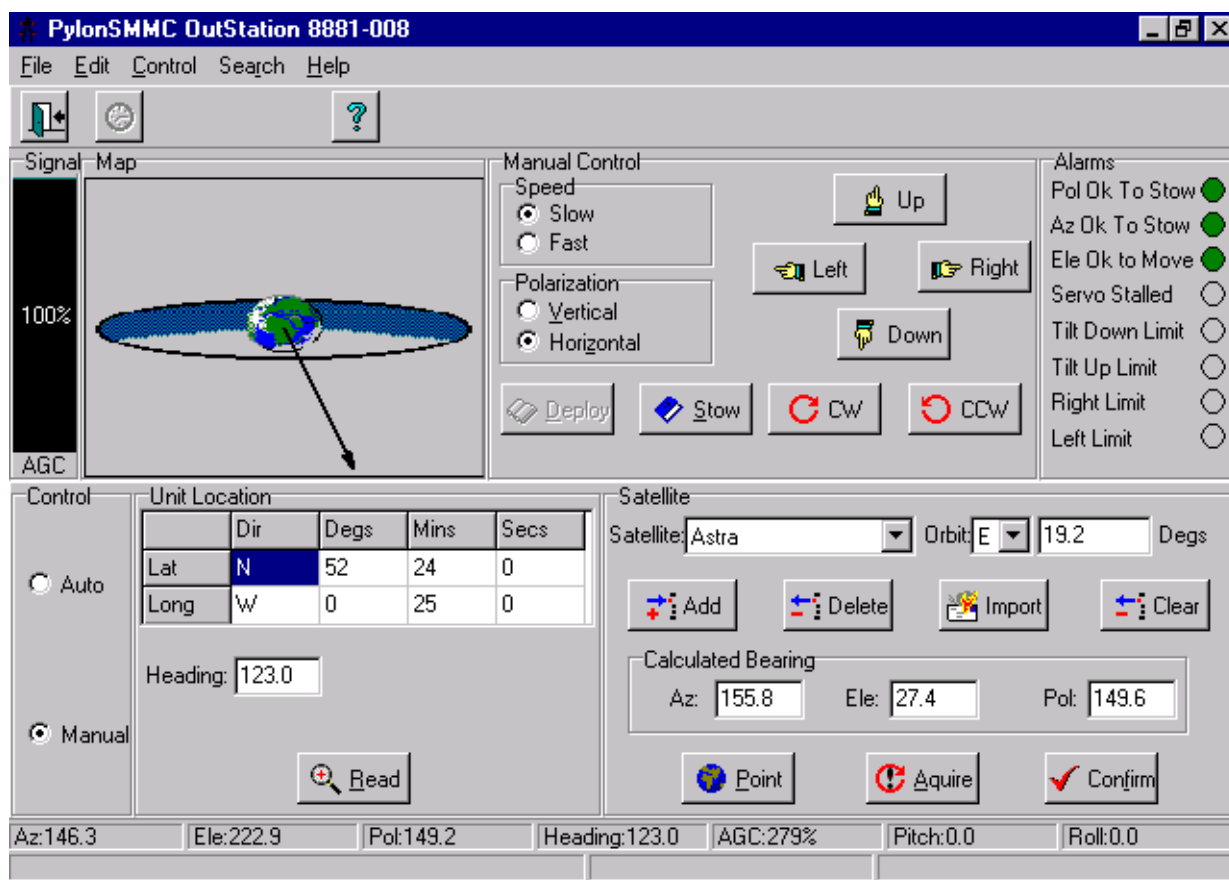 PylonSMMC OutStation 8881-008
File Edit Control Search Help
Signal Map Manual Control Alarms
Speed
Slow
Fast
Up
Left Right
Polarization
Vertical
Horizontal
Down
Deploy Stow CW CCW
100%
AGC
Pol Ok To Stow
Az Ok To Stow
Ele Ok to Move
Servo Stalled
Tilt Down Limit
Tilt Up Limit
Right Limit
Left Limit
Control
Auto
Manual
Unit Location
Dir Degs Mins Secs
Lat N 52 24 0
Long W 0 25 0
Heading: 123.0
Read
Satellite
Satellite: Astra Orbit: E 19.2 Degs
Add Delete Import Clear
Calculated Bearing
Az: 155.8 Ele: 27.4 Pol: 149.6
Point Aquire Confirm
Az:146.3 Ele:222.9 Pol:149.2 Heading:123.0 AGC:279% Pitch:0.0 Roll:0.0